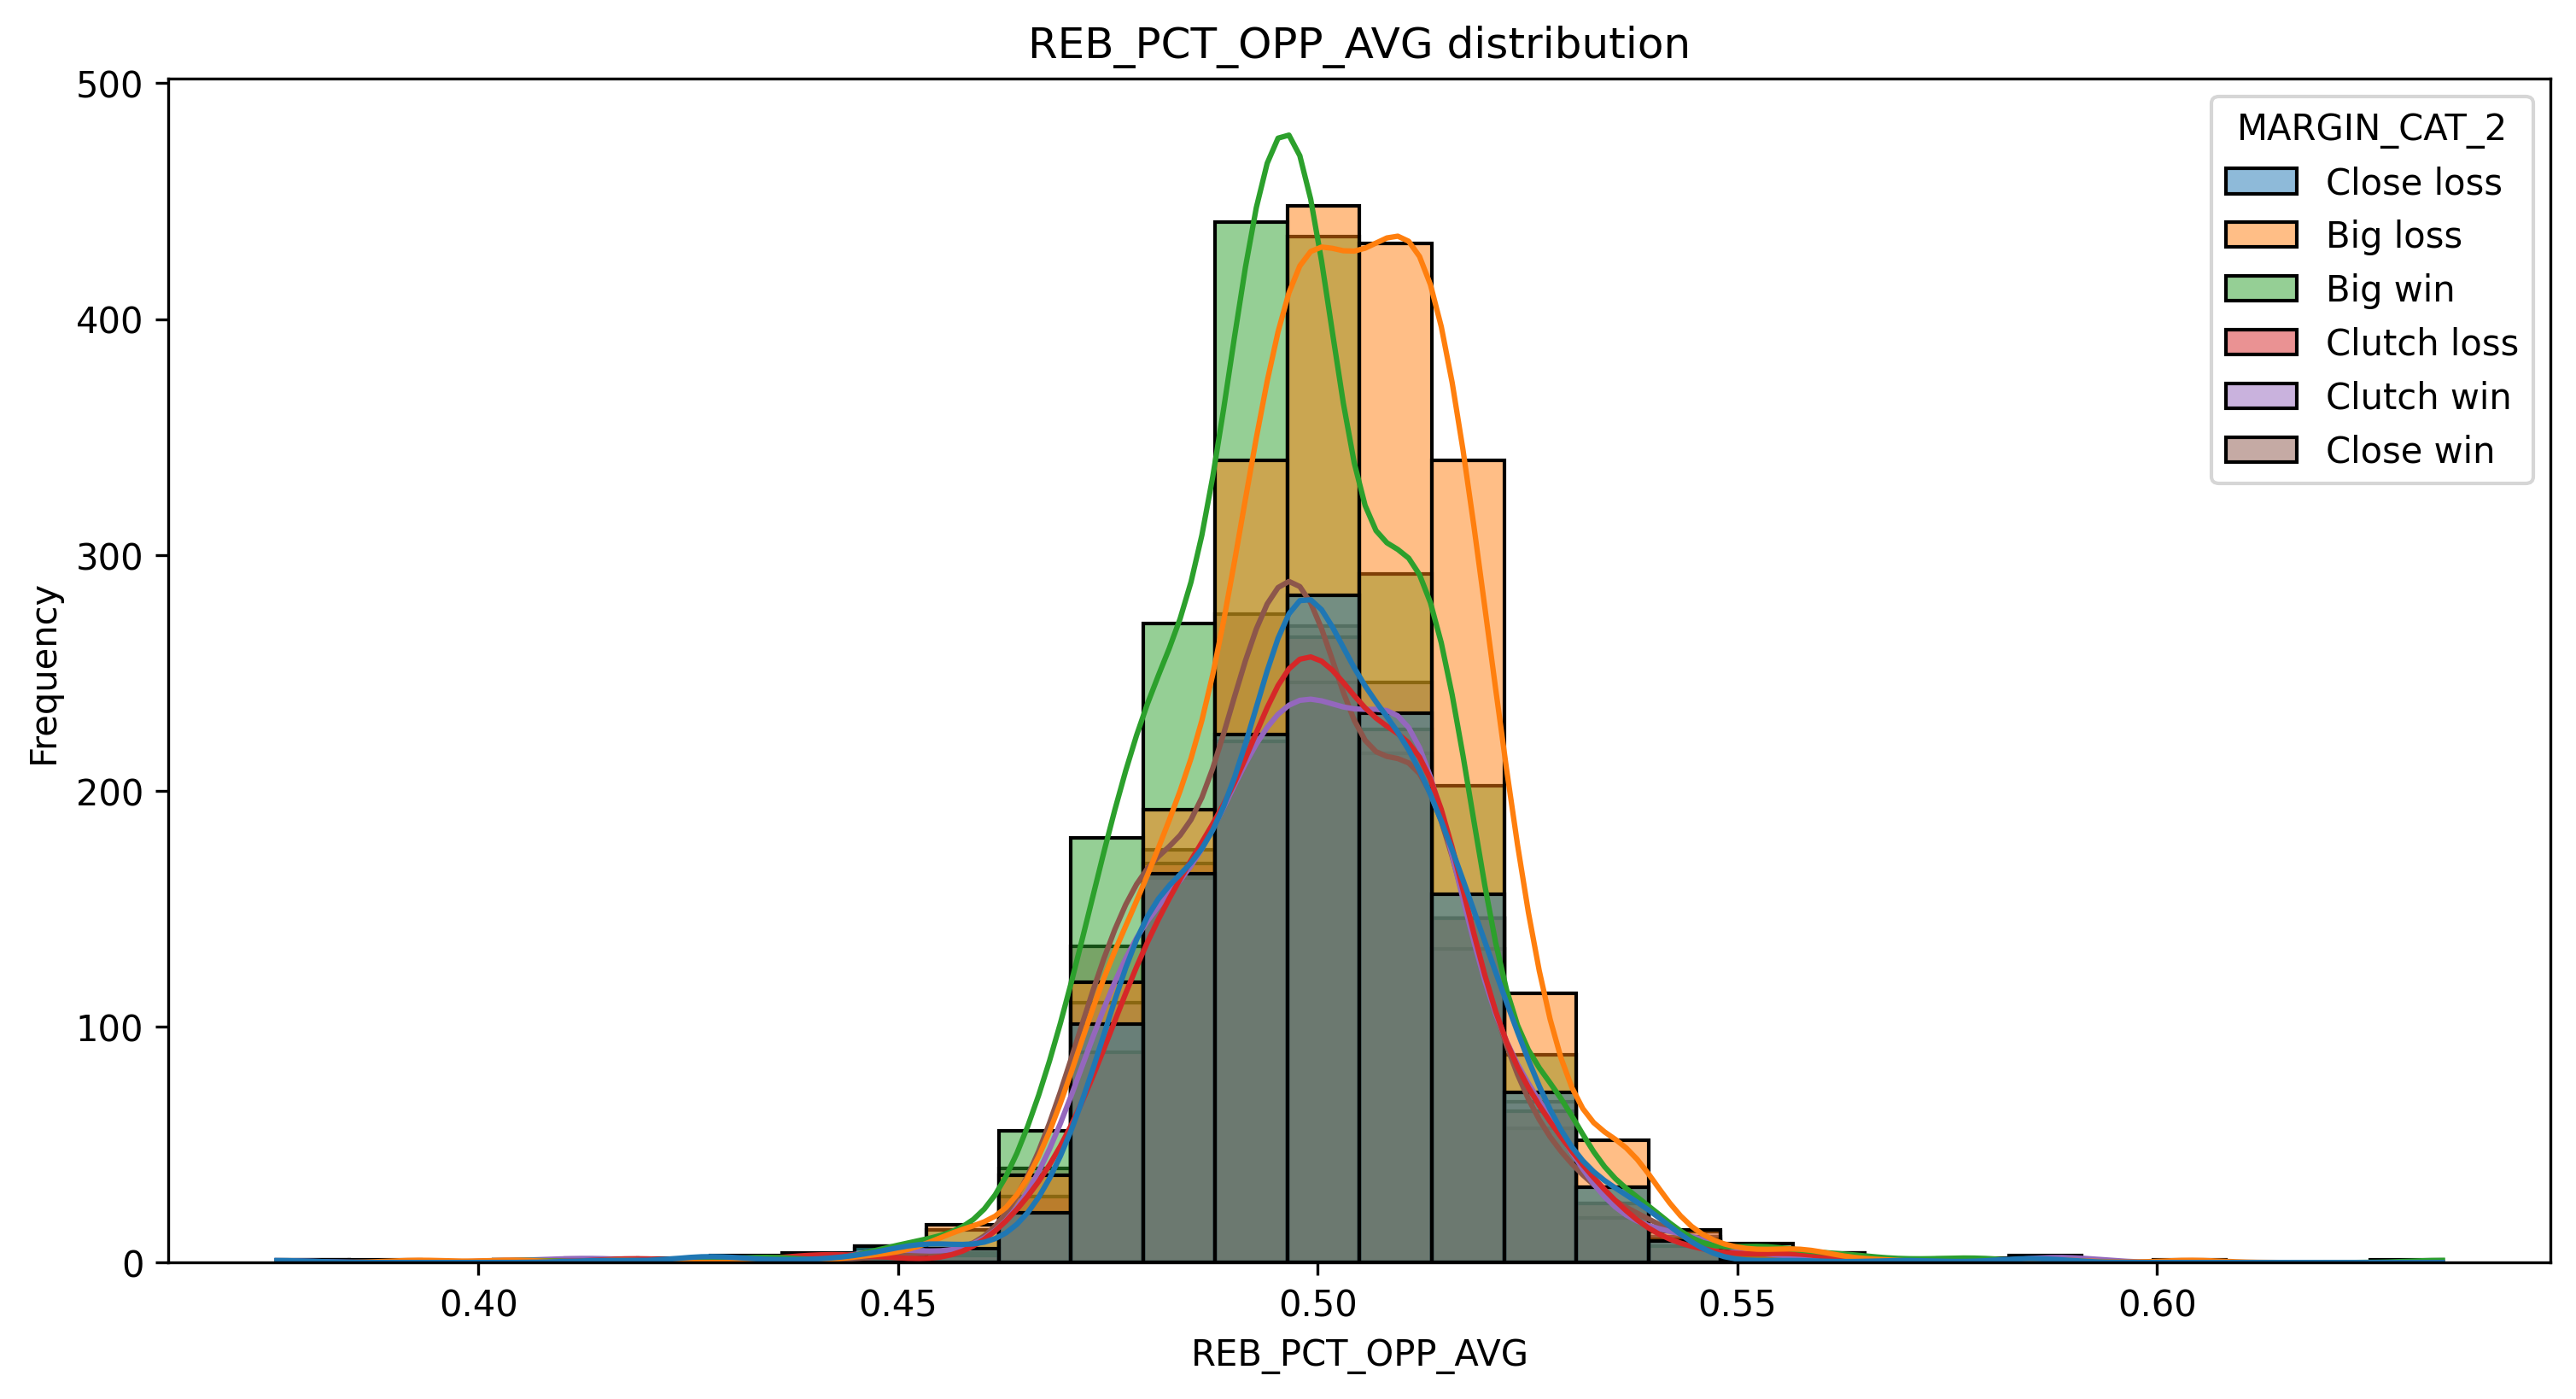 REB_PCT_OPP_AVG distribution
500
400
300
200
100
0
Frequency
MARGIN_CAT_2
Close loss
Big loss
Big win
Clutch loss
Clutch win
Close win
0.40 0.45 0.50 0.55 0.60
REB_PCT_OPP_AVG